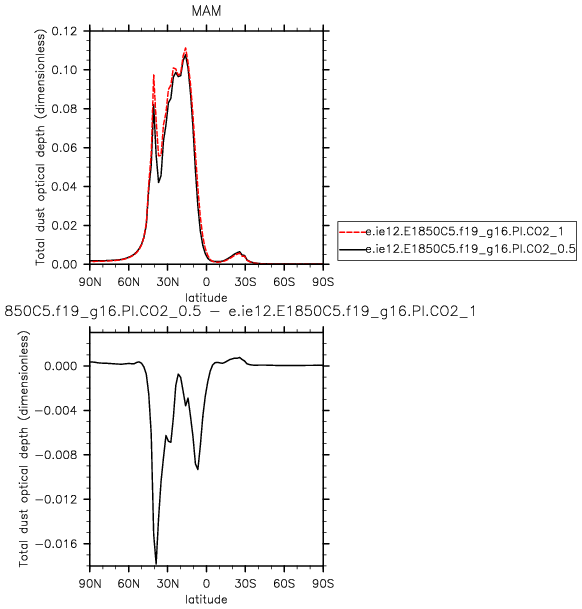 MAM
Total dust optical depth (dimensionless)
0.12
0.10
0.08
0.06
0.04
0.02
0.00
90N 60N 30N 0 30S 60S 90S
latitude
e.ie12.E1850C5.f19_g16.PI.CO2_1
e.ie12.E1850C5.f19_g16.PI.CO2_0.5
850C5.f19_g16.PI.CO2_0.5 − e.ie12.E1850C5.f19_g16.PI.CO2_1
Total dust optical depth (dimensionless)
0.000
−0.004
−0.008
−0.012
−0.016
90N 60N 30N 0 30S 60S 90S
latitude